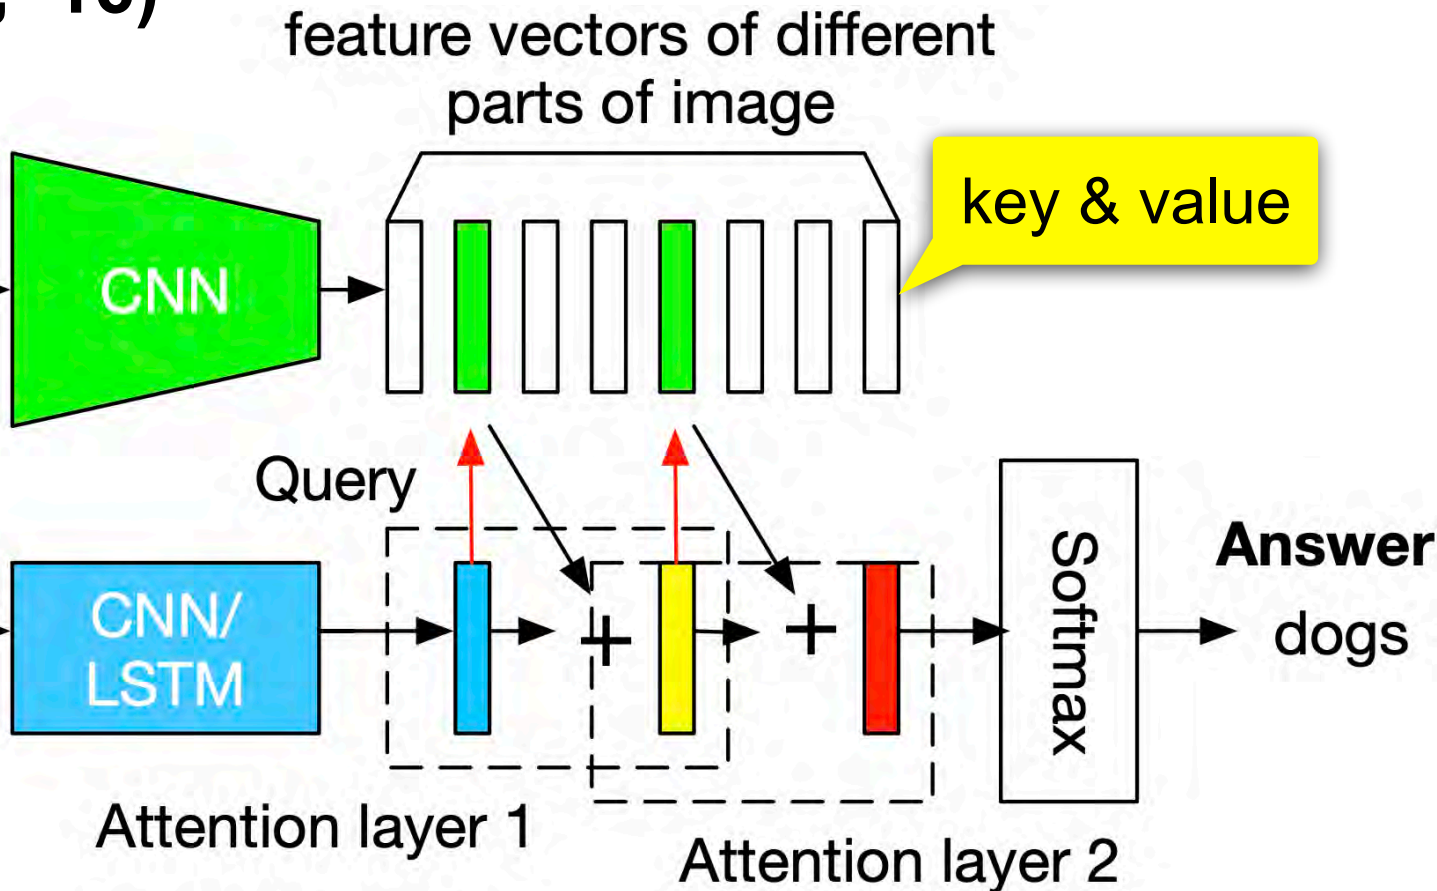 16)
feature vectors of different
parts of image
key & value
CNN
Query
CNN/
LSTM
+
+
Softmax
Answer
dogs
Attention layer 1
Attention layer 2